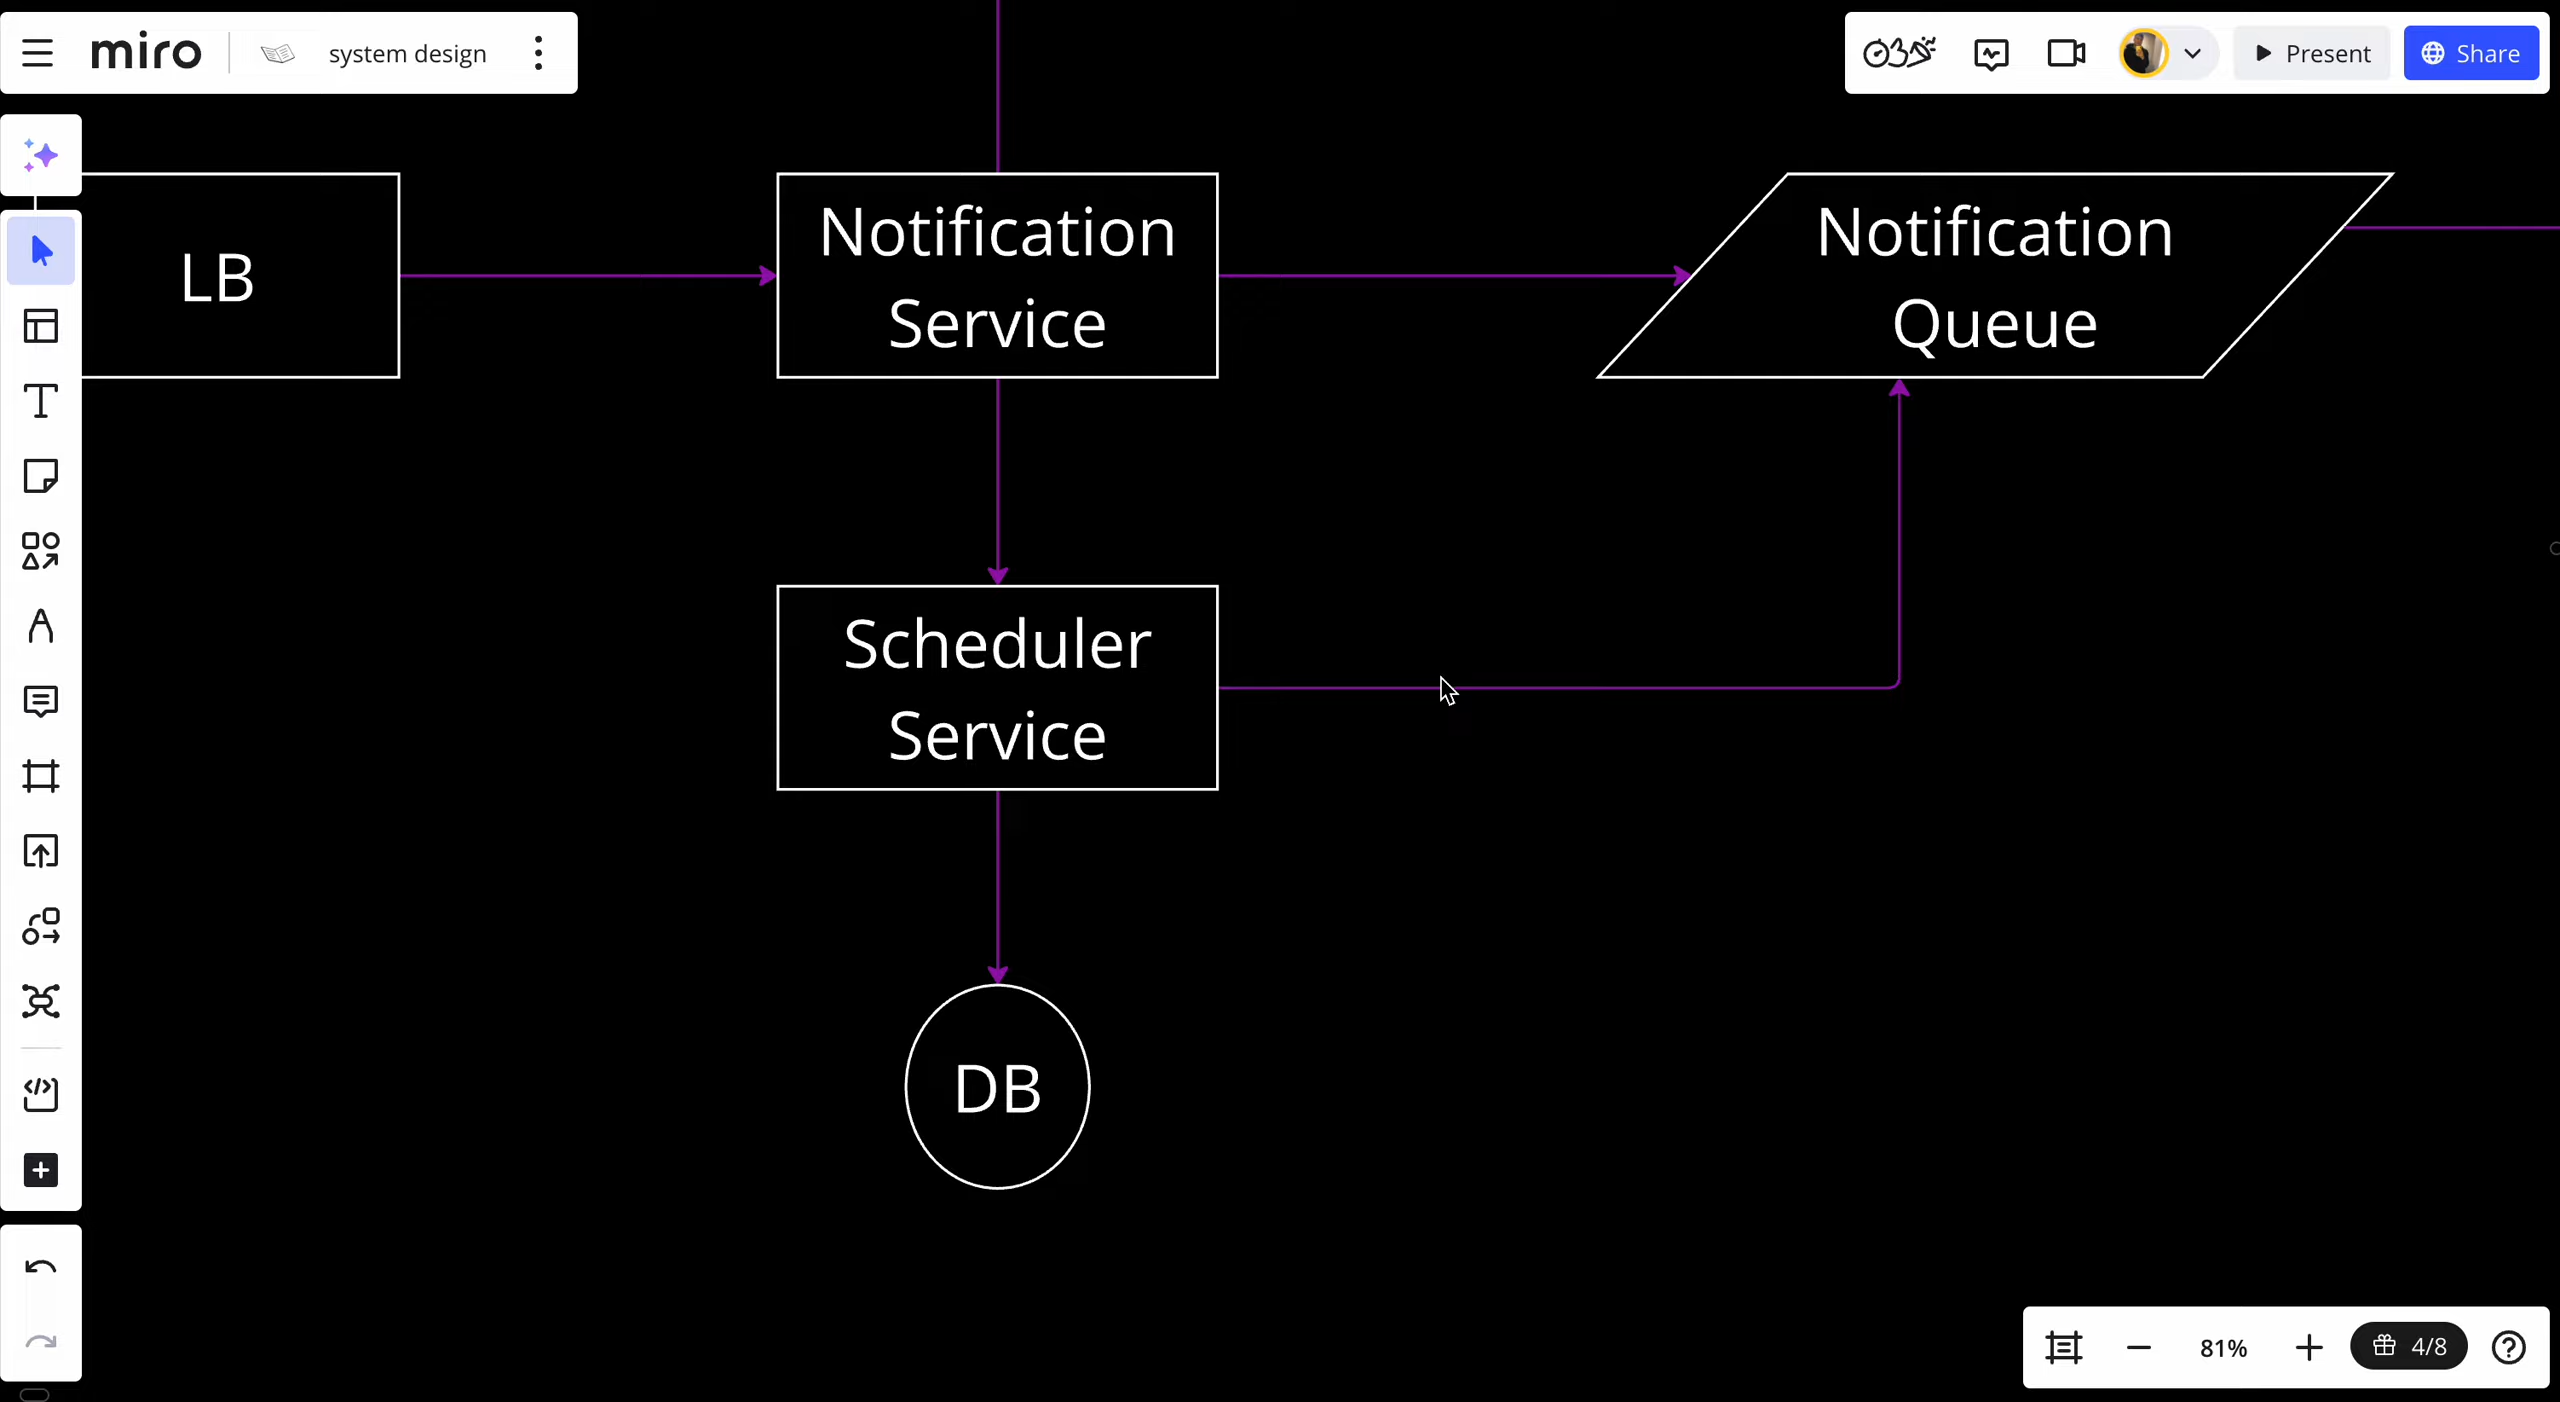 miro
system design
Present
Share
LB
Notification
Service
Notification
Queue
Scheduler
Service
DB
81%
4/8